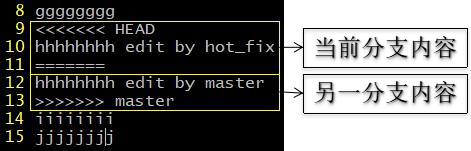 8 gggggggg
9 <<<<<<< HEAD
10 hhhhhhhh edit by hot_fix
11 =======
12 hhhhhhhh edit by master
13 >>>>>>> master
14 iiiiiiii
15 jjjjjjjj
当前分支内容
另一分支内容